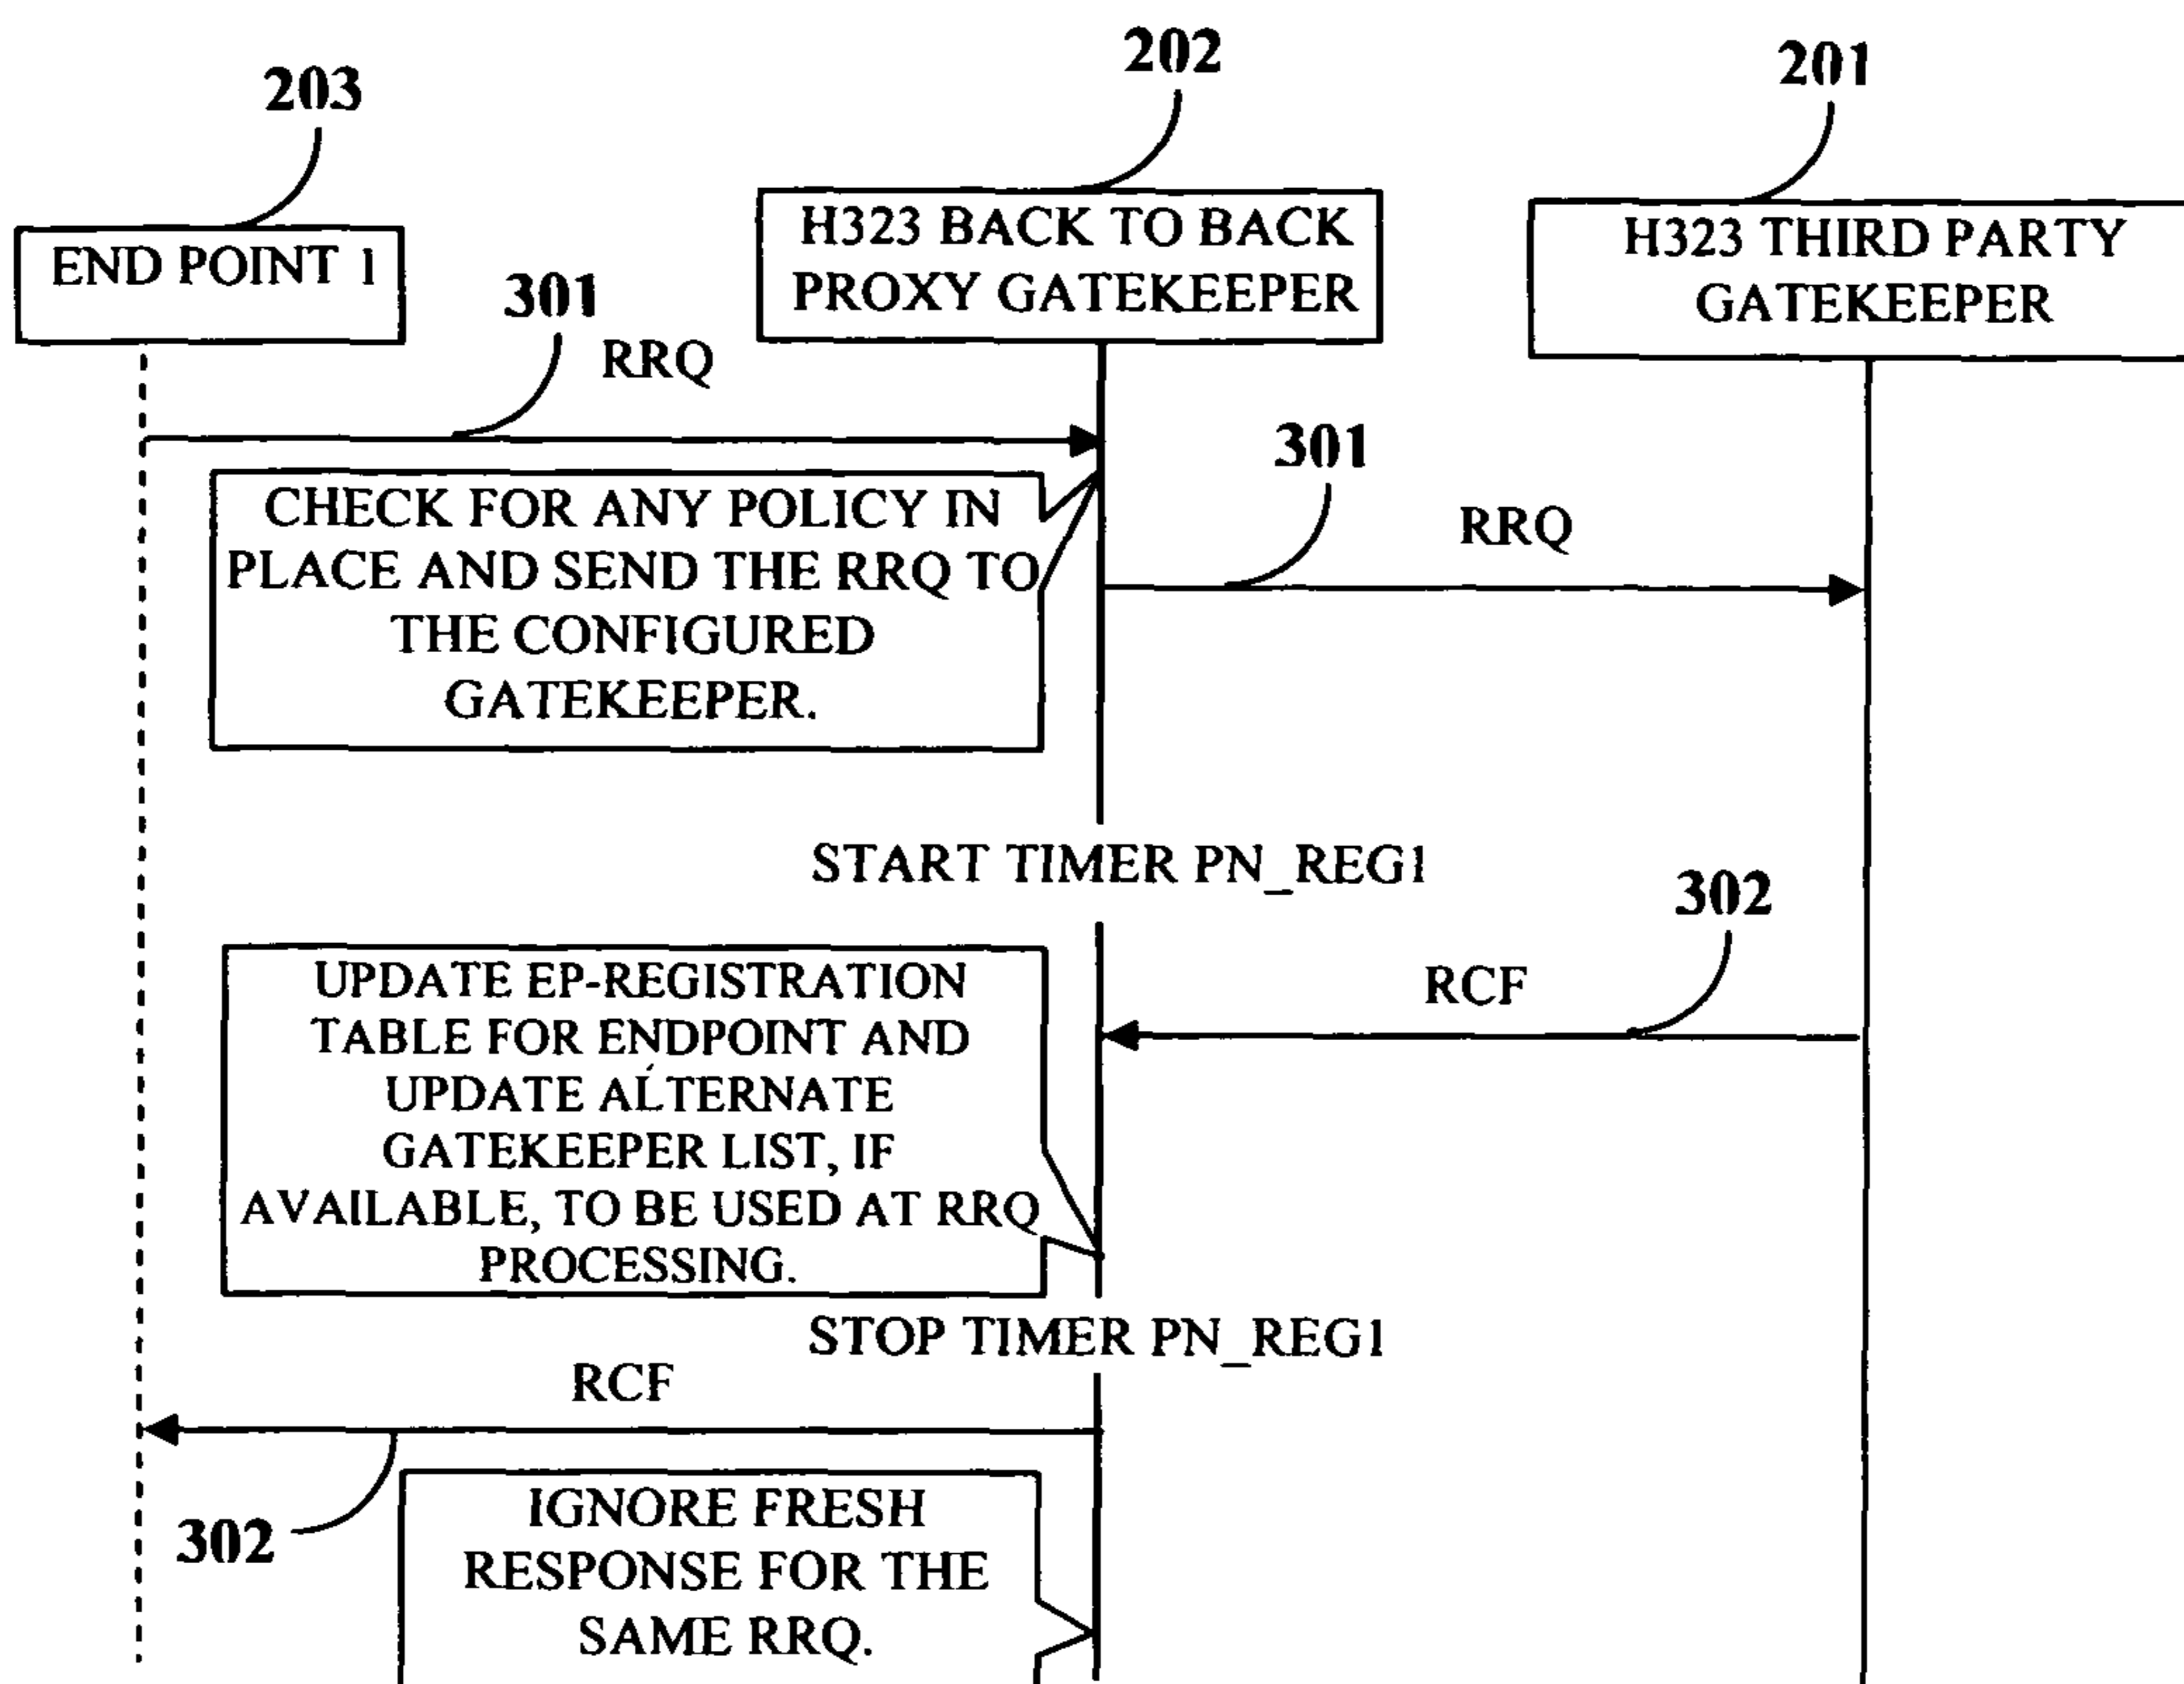 202
201
203
H323 BACK TO BACK
PROXY GATEKEEPER
H323 THIRD PARTY
GATEKEEPER
END POINT 1
301
RRQ
301
RRQ
CHECK FOR ANY POLICY IN
PLACE AND SEND THE RRQ TO
THE CONFIGURED
GATEKEEPER.
START TIMER PN_REG1
302
RCF
UPDATE EP-REGISTRATION
TABLE FOR ENDPOINT AND
UPDATE ALTERNATE
GATEKEEPER LIST, IF
AVAILABLE, TO BE USED AT RRQ
PROCESSING.
STOP TIMER PN_REG1
RCF
302
IGNORE FRESH
RESPONSE FOR THE
SAME RRQ.